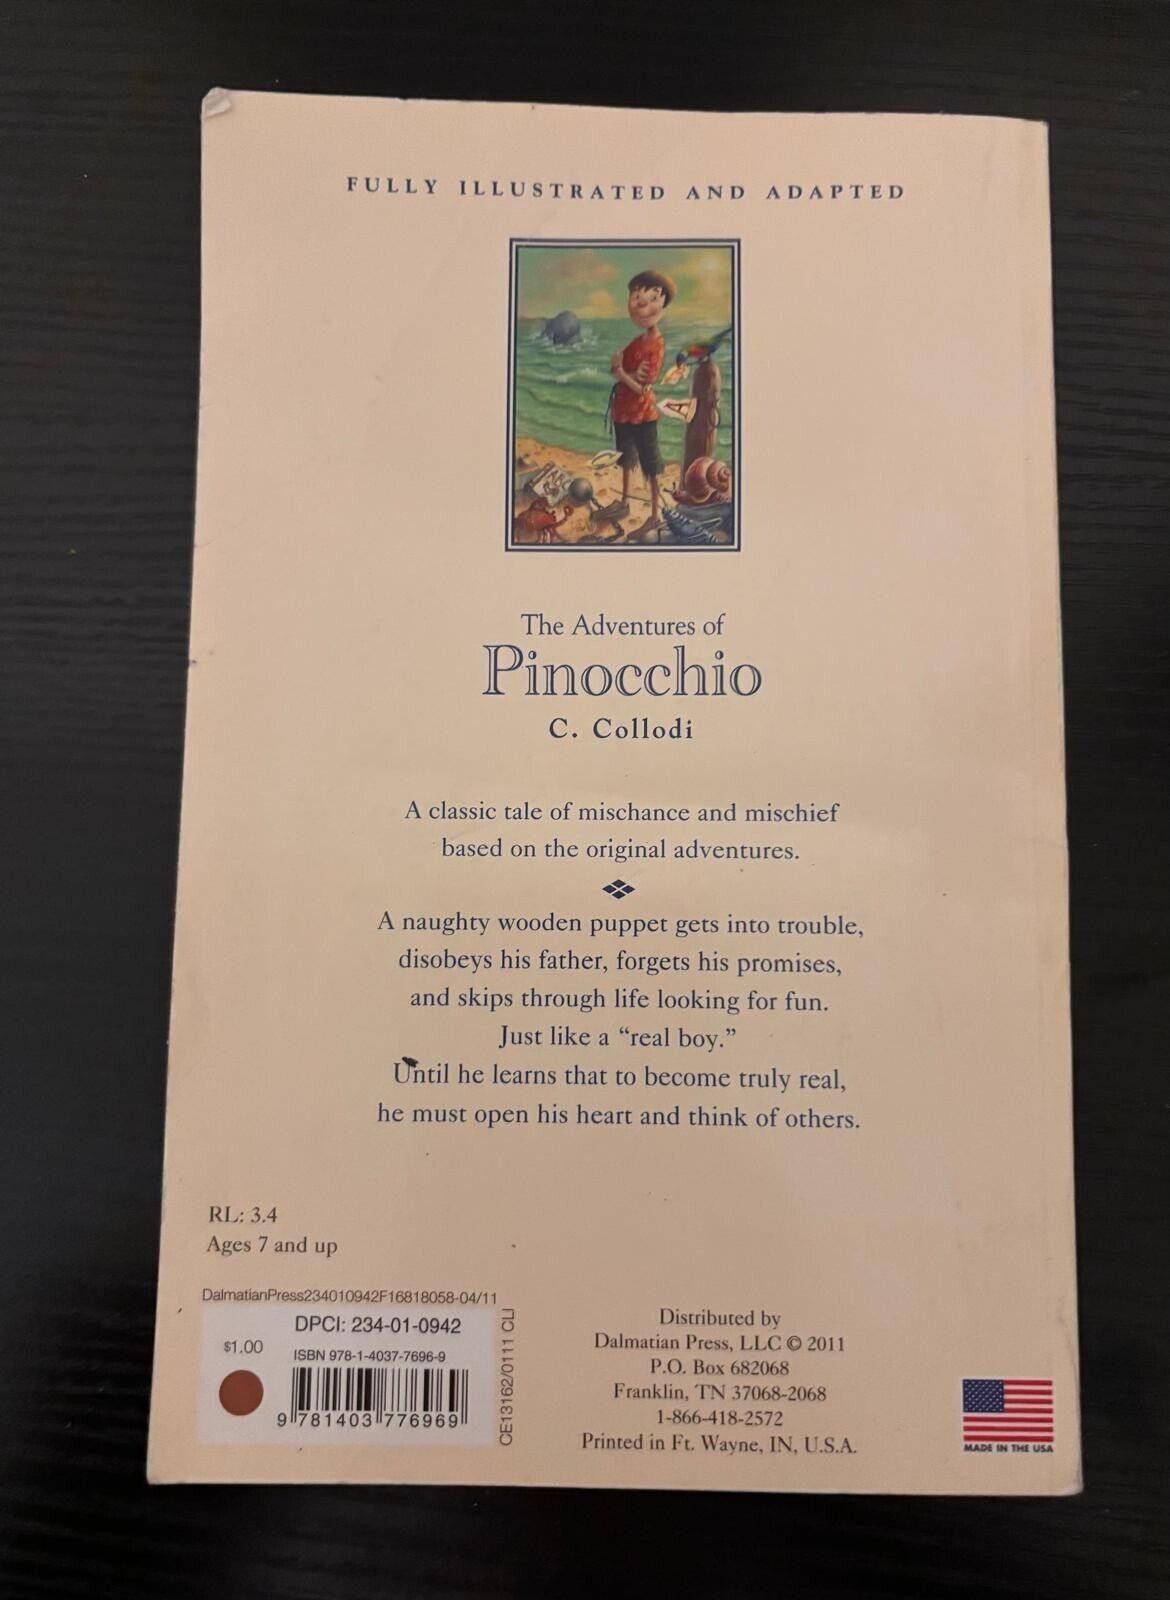 FULLY ILLUSTRATED AND ADAPTED
A
ABC
The Adventures of
Pinocchio
C. Collodi
A classic tale of mischance and mischief
based on the original adventures.
A naughty wooden puppet gets into trouble,
disobeys his father, forgets his promises,
and skips through life looking for fun.
Just like a “real boy.”
Until he learns that to become truly real,
he must open his heart and think of others.
RL: 3.4
Ages 7 and up
DalmatianPress234010942F16818058-04/11
DPCI: 234-01-0942
$1.00
ISBN 978-1-4037-7696-9
9 781403 776969
CE13162/0111 CLI
Distributed by
Dalmatian Press, LLC © 2011
P.O. Box 682068
Franklin, TN 37068-2068
1-866-418-2572
Printed in Ft. Wayne, IN, U.S.A.
MADE IN THE USA